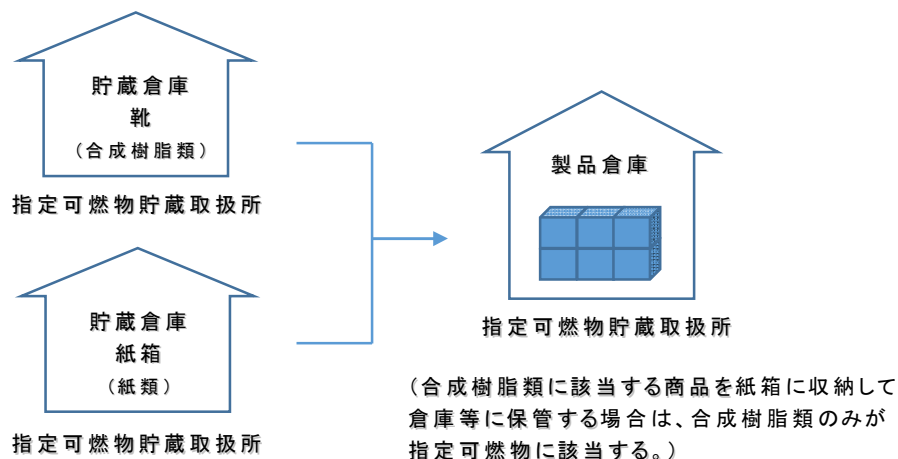 貯蔵倉庫
靴
(合成樹脂類)
指定可燃物貯蔵取扱所
貯蔵倉庫
紙箱
(紙類)
指定可燃物貯蔵取扱所
製品倉庫
指定可燃物貯蔵取扱所
(合成樹脂類に該当する商品を紙箱に収納して
倉庫等に保管する場合は、合成樹脂類のみが
指定可燃物に該当する。)